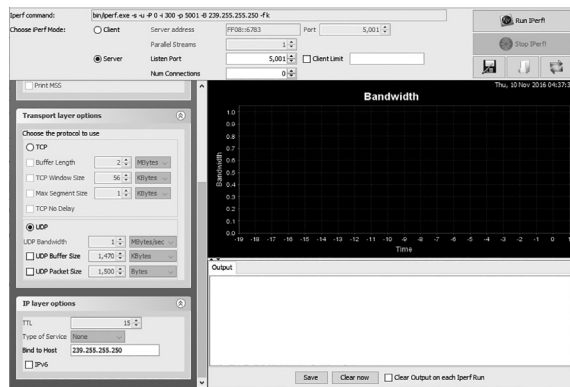 Iperf command: bin/iperf.exe -s -u -P 0 -i 300 -p 5001 -B 239.255.255.250 -f k
Run IPerf!
Choose iPerf Mode:
Client
Server address
FF08::6783
Port
5,001
Stop IPerf!
Parallel Streams
1
Server
Listen Port
5,001
Client Limit
Num Connections
0
Print MSS
Transport layer options
Choose the protocol to use
TCP
Buffer Length
2
MBytes
TCP Window Size
56
KBytes
Max Segment Size
1
KBytes
TCP No Delay
UDP
UDP Bandwidth
1
MBytes/sec
UDP Buffer Size
1,470
KBytes
UDP Packet Size
1,500
Bytes
IP layer options
TTL
15
Type of Service
None
Bind to Host
239.255.255.250
IPv6
Thu, 10 Nov 2016 04:37:3
Bandwidth
1.0
0.9
0.8
0.7
0.6
0.5
0.4
0.3
0.2
0.1
0.0
Bandwidth
-19 -18 -17 -16 -15 -14 -13 -12 -11 -10 -9 -8 -7 -6 -5 -4 -3 -2 -1 0 1
Time
Output
Save
Clear now
Clear Output on each Iperf Run